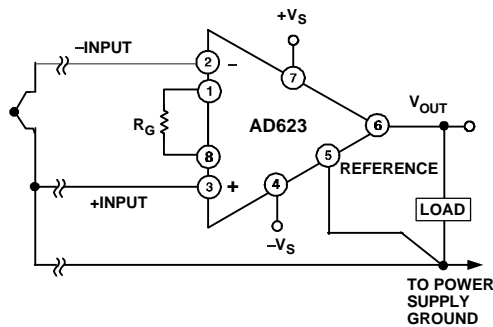 +VS
–INPUT
2
–
7
1
VOUT
RG
AD623
6
5
REFERENCE
8
4
3
+
LOAD
+INPUT
–VS
TO POWER
SUPPLY
GROUND